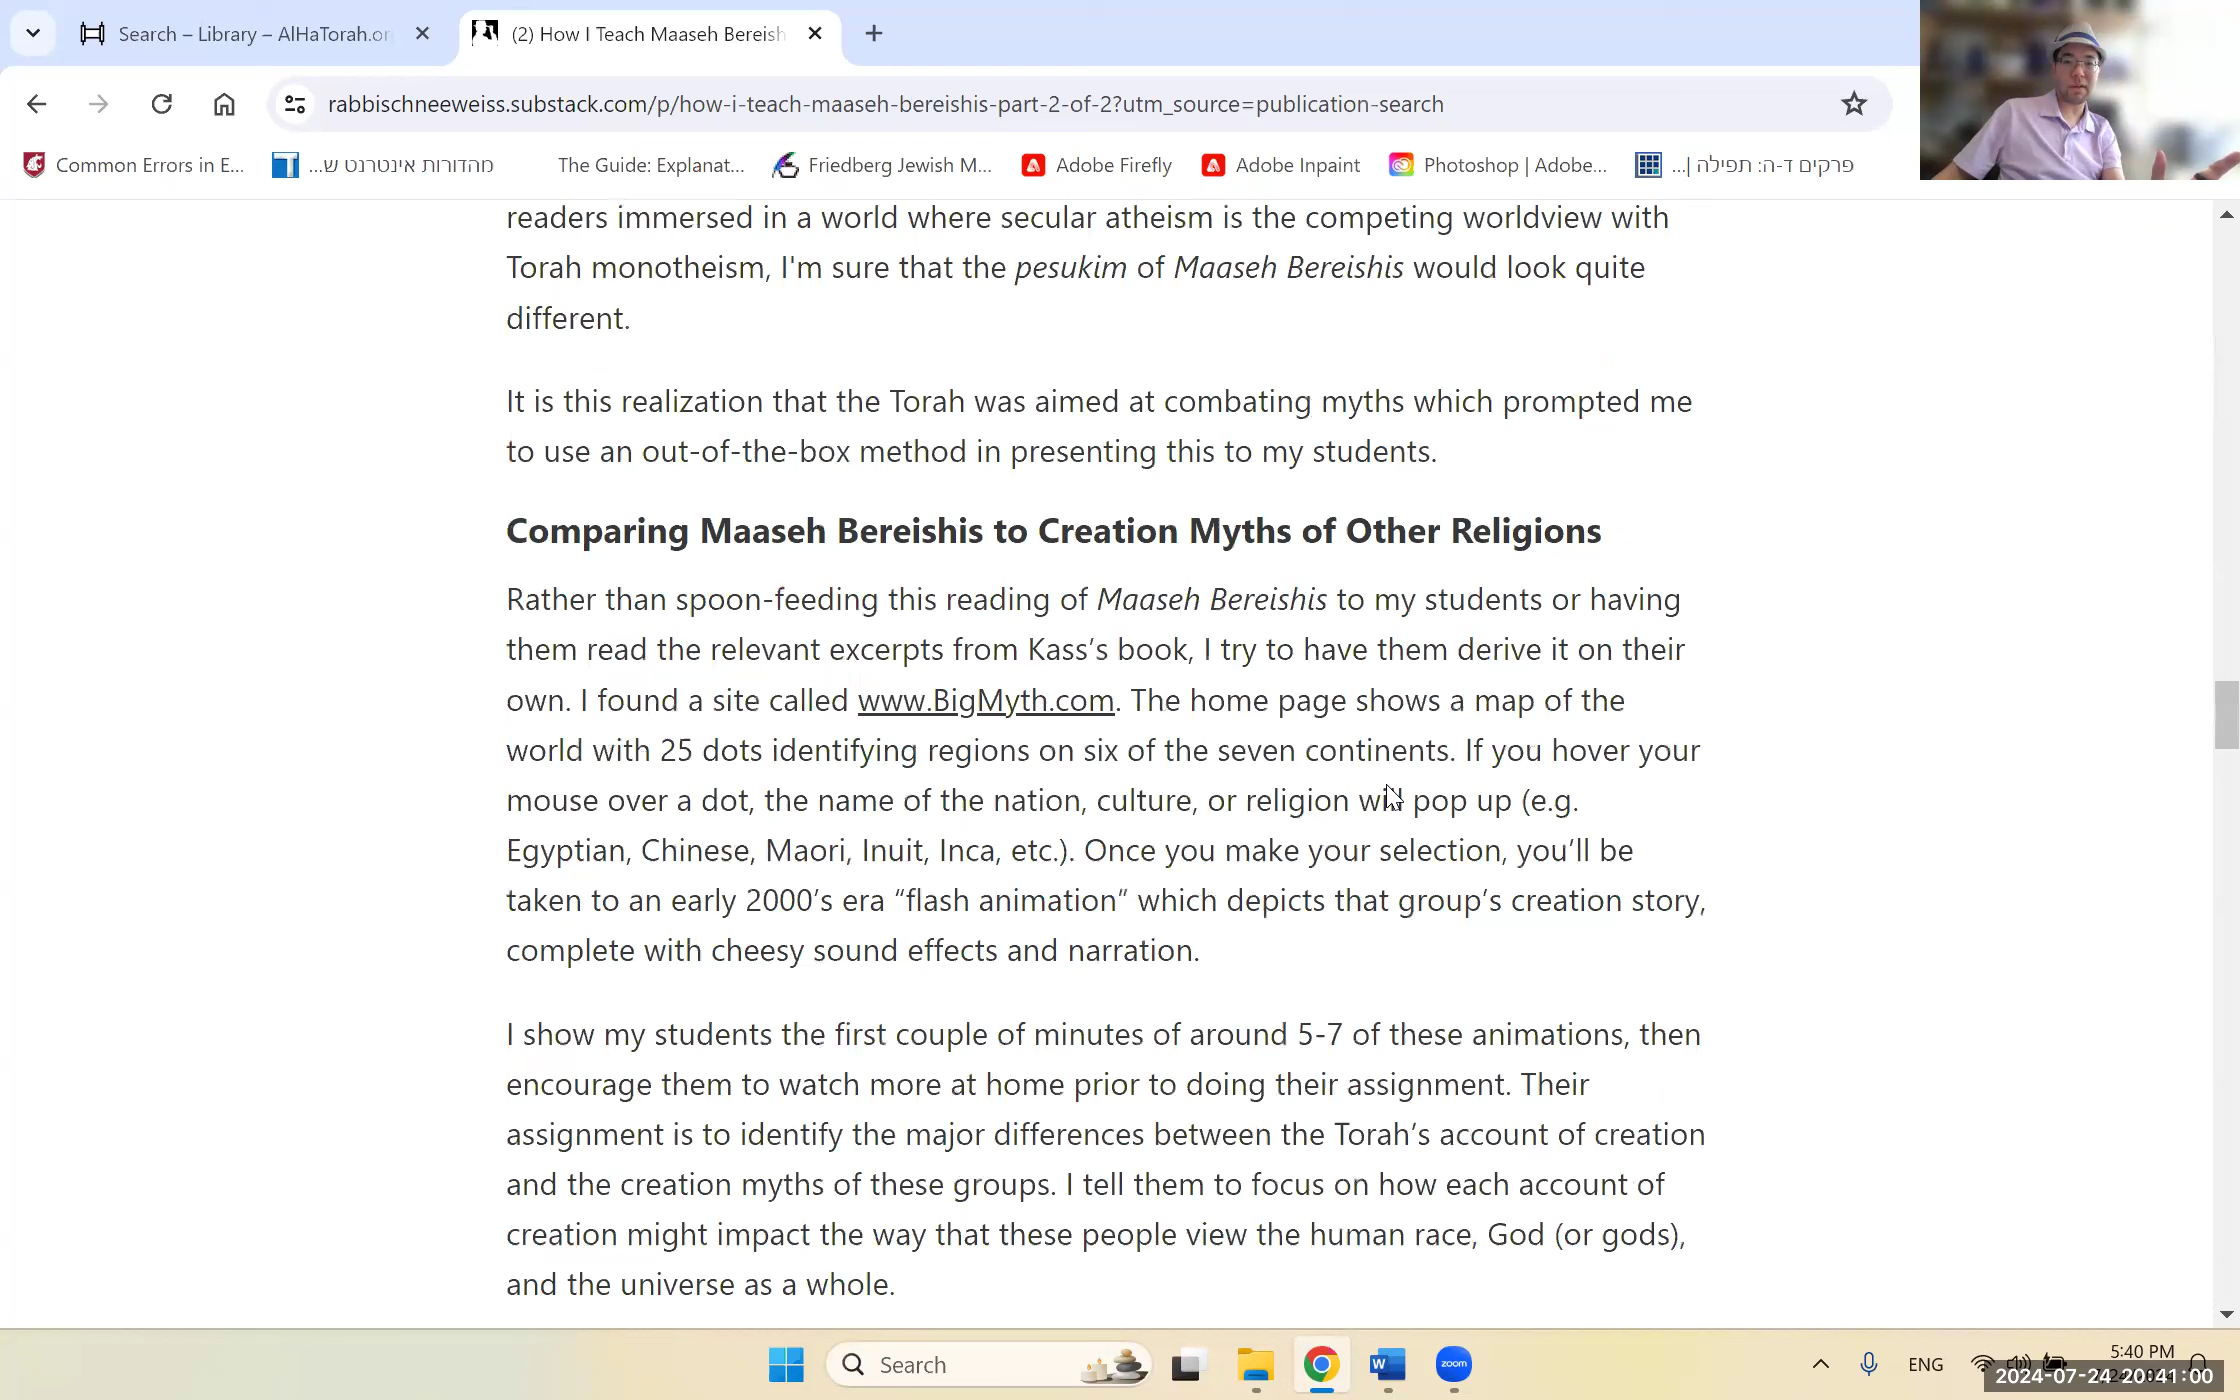 Search – Library – AlHaTorah.or
(2) How I Teach Maaseh Bereish
rabbischneeweiss.substack.com/p/how-i-teach-maaseh-bereishis-part-2-of-2?utm_source=publication-search
Common Errors in E...
מהדורות אינטרנט ש...
The Guide: Explanat...
Friedberg Jewish M...
Adobe Firefly
Adobe Inpaint
Photoshop | Adobe...
פרקים ד-ה: תפילה |...
readers immersed in a world where secular atheism is the competing worldview with
Torah monotheism, I'm sure that the pesukim of Maaseh Bereishis would look quite
different.
It is this realization that the Torah was aimed at combating myths which prompted me
to use an out-of-the-box method in presenting this to my students.
Comparing Maaseh Bereishis to Creation Myths of Other Religions
Rather than spoon-feeding this reading of Maaseh Bereishis to my students or having
them read the relevant excerpts from Kass’s book, I try to have them derive it on their
own. I found a site called www.BigMyth.com. The home page shows a map of the
world with 25 dots identifying regions on six of the seven continents. If you hover your
mouse over a dot, the name of the nation, culture, or religion will pop up (e.g.
Egyptian, Chinese, Maori, Inuit, Inca, etc.). Once you make your selection, you’ll be
taken to an early 2000’s era “flash animation” which depicts that group’s creation story,
complete with cheesy sound effects and narration.
I show my students the first couple of minutes of around 5-7 of these animations, then
encourage them to watch more at home prior to doing their assignment. Their
assignment is to identify the major differences between the Torah’s account of creation
and the creation myths of these groups. I tell them to focus on how each account of
creation might impact the way that these people view the human race, God (or gods),
and the universe as a whole.
Search
W
zoom
ENG
5:40 PM
2024-07-24 20:41:00